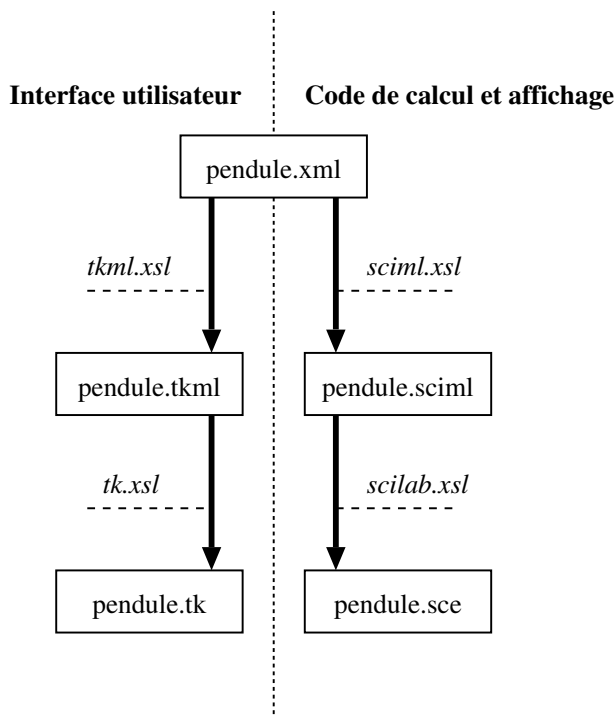 Interface utilisateur
Code de calcul et affichage
pendule.xml
tkml.xsl
sciml.xsl
pendule.tkml
pendule.sciml
tk.xsl
scilab.xsl
pendule.tk
pendule.sce